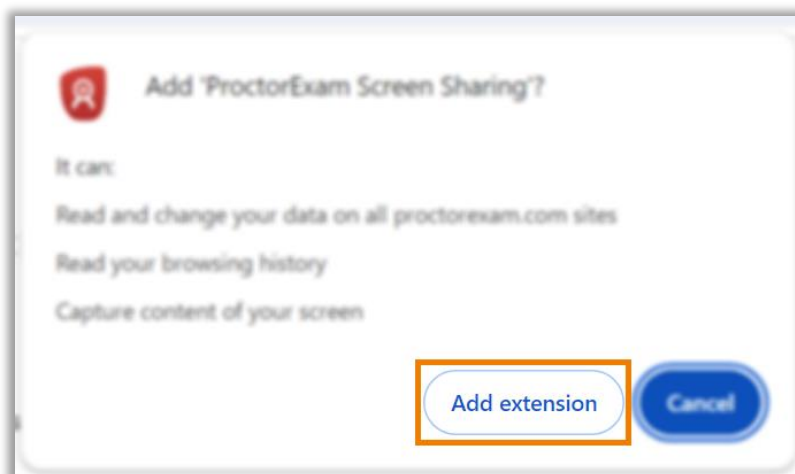 Add 'ProctorExam Screen Sharing'?
It can:
Read and change your data on all proctorexam.com sites
Read your browsing history
Capture content of your screen
Add extension Cancel